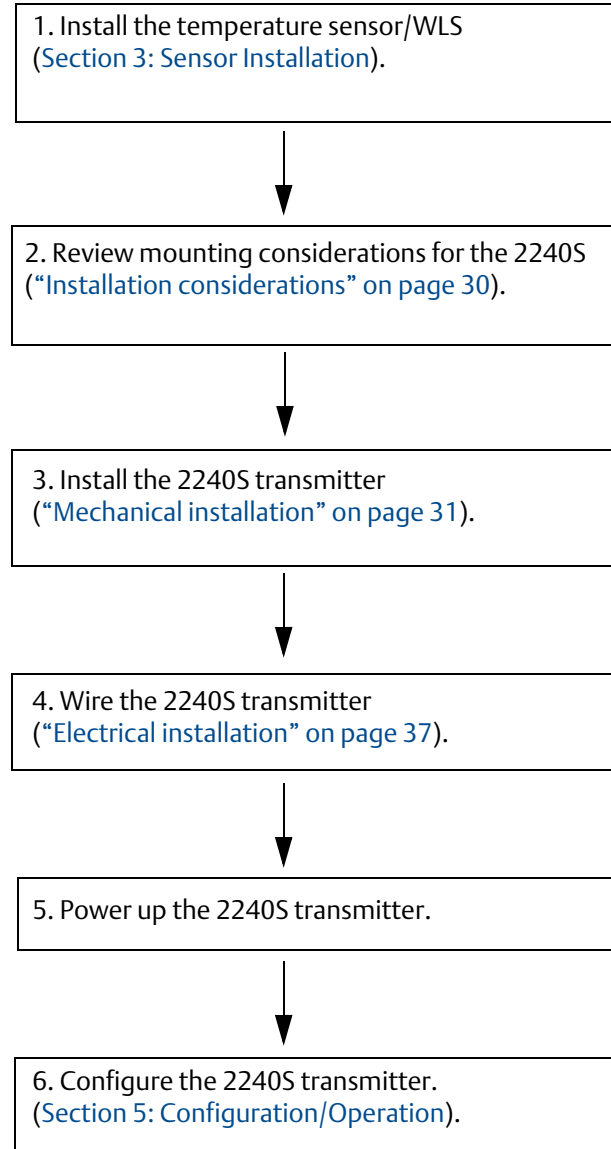 1. Install the temperature sensor/WLS
(Section 3: Sensor Installation).
2. Review mounting considerations for the 2240S
(“Installation considerations” on page 30).
3. Install the 2240S transmitter
(“Mechanical installation” on page 31).
4. Wire the 2240S transmitter
(“Electrical installation” on page 37).
5. Power up the 2240S transmitter.
6. Configure the 2240S transmitter.
(Section 5: Configuration/Operation).